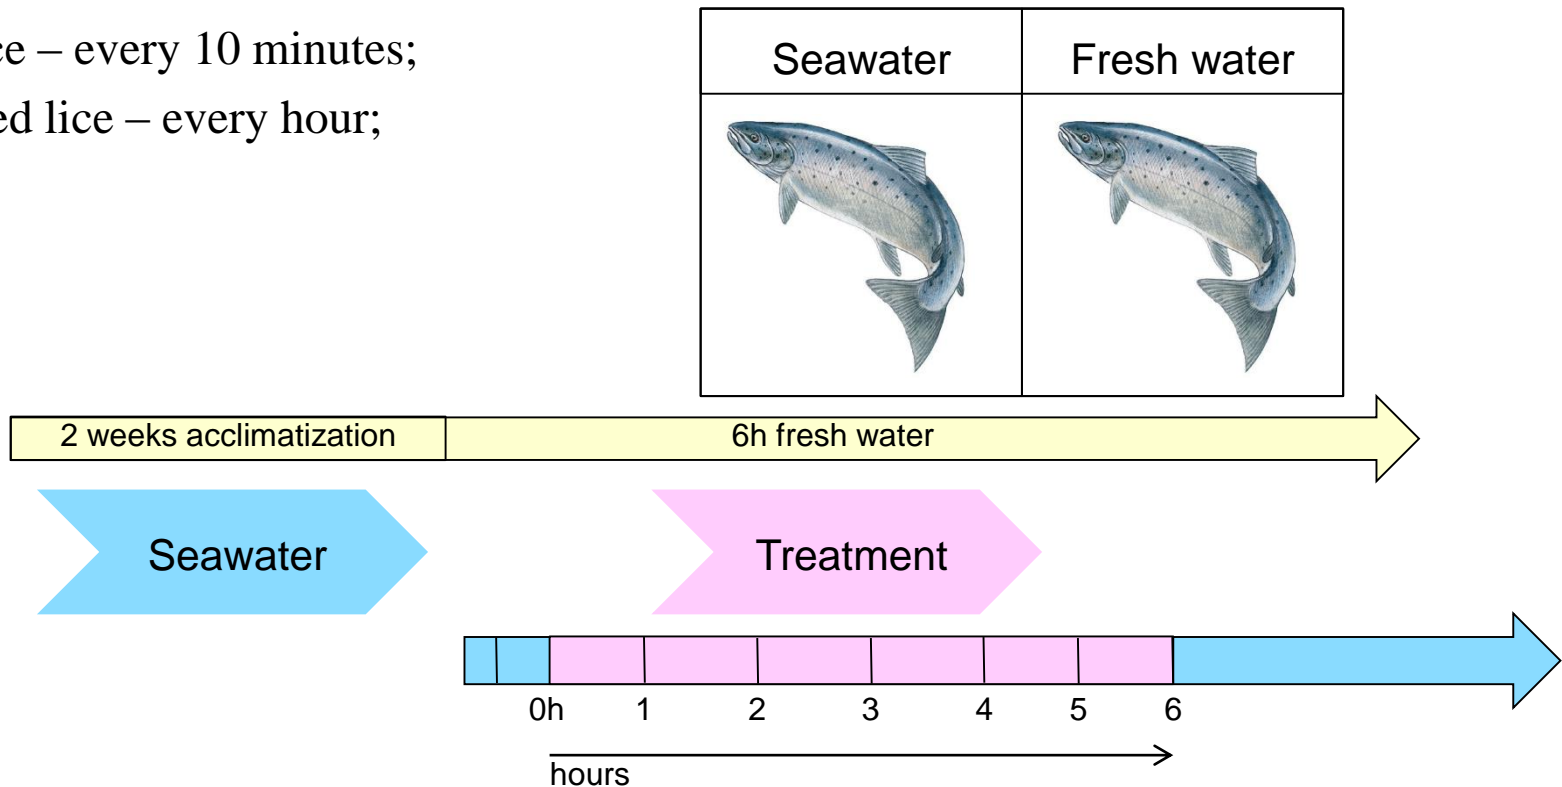 ce – every 10 minutes;
ed lice – every hour;
Seawater Fresh water
2 weeks acclimatization 6h fresh water
Seawater Treatment
0h 1 2 3 4 5 6
hours